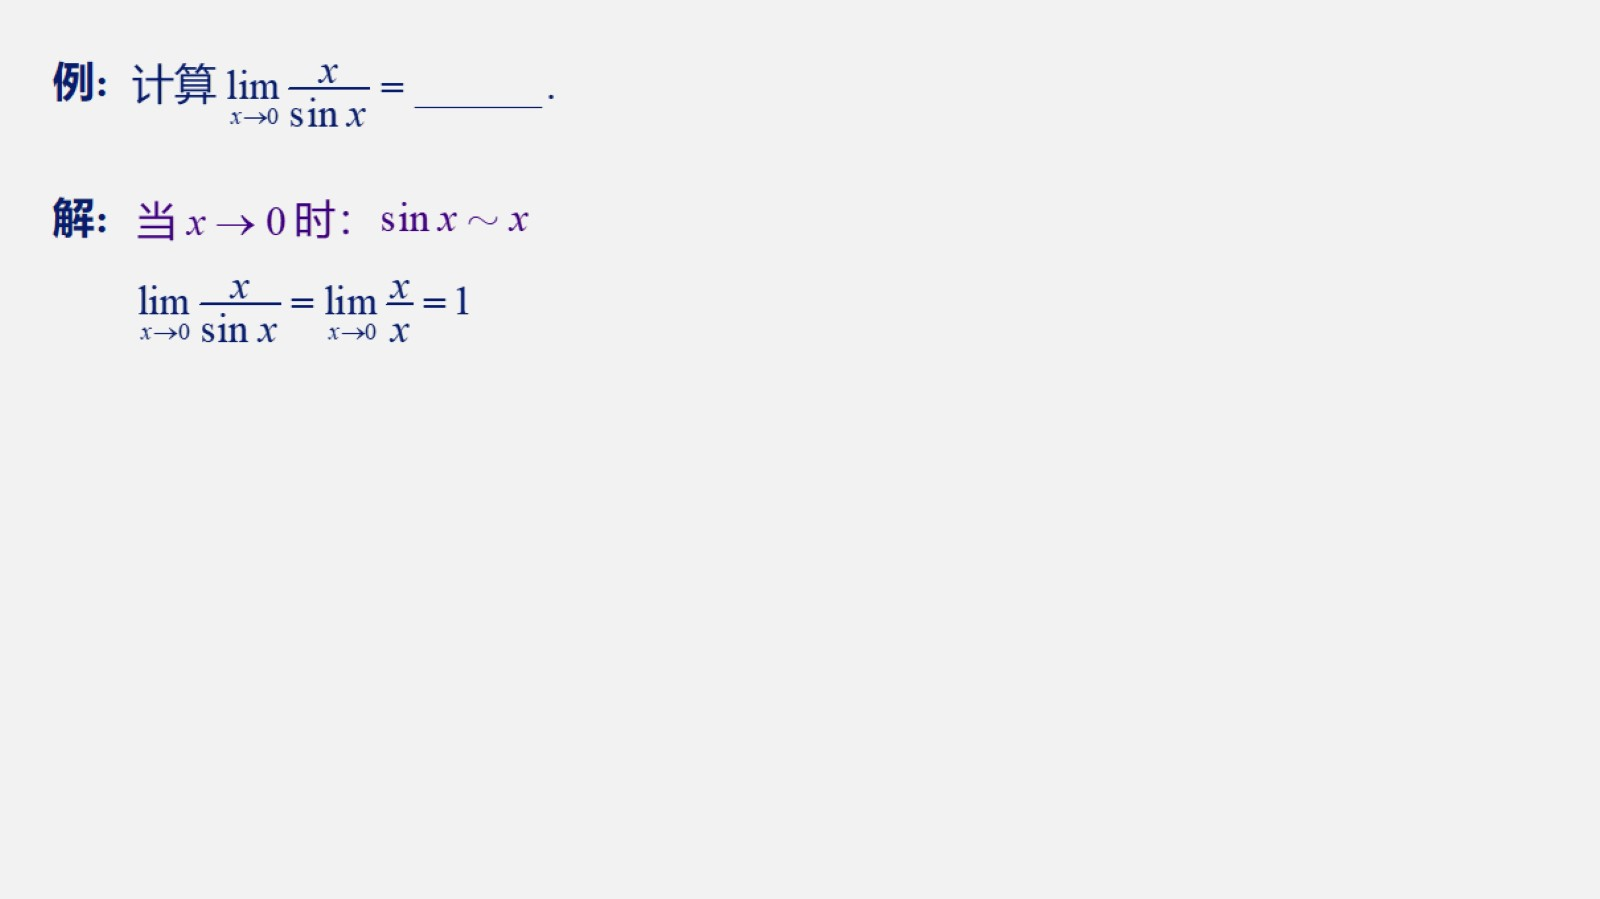 例: 计算 lim_{x→0} x/(sin x) = ______.
解: 当 x → 0 时: sin x ~ x
lim_{x→0} x/(sin x) = lim_{x→0} x/x = 1